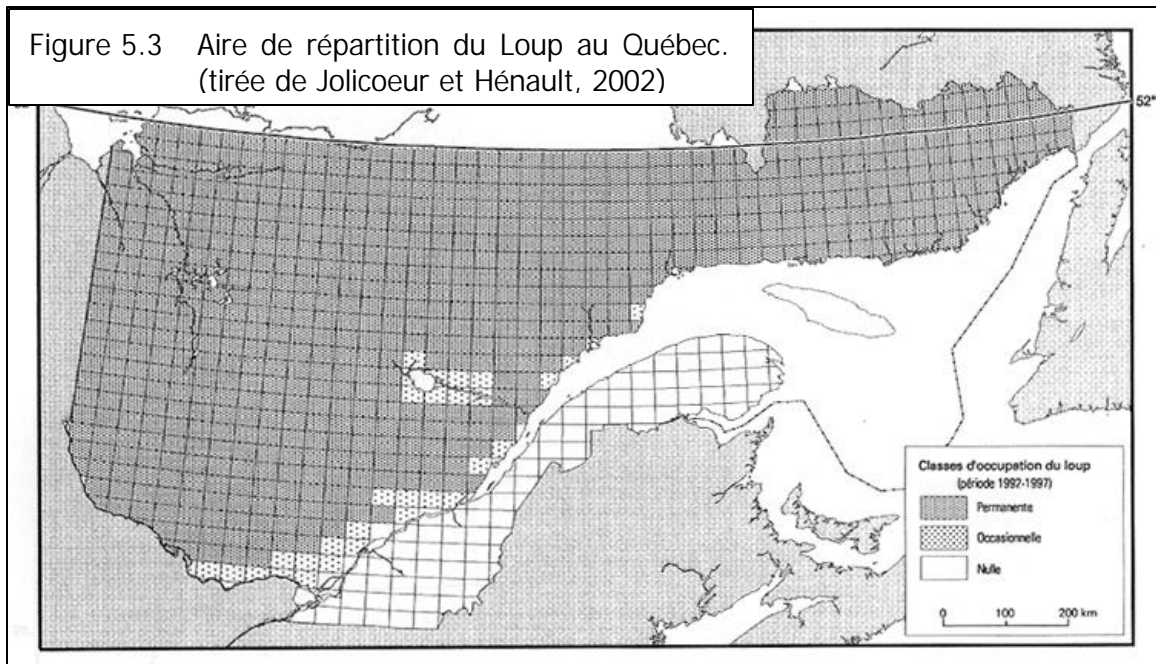 Figure 5.3 Aire de répartition du Loup au Québec.
(tirée de Jolicoeur et Hénault, 2002)
52°
Classes d'occupation du loup
(période 1992-1997)
Permanente
Occasionnelle
Nulle
0 100 200 km